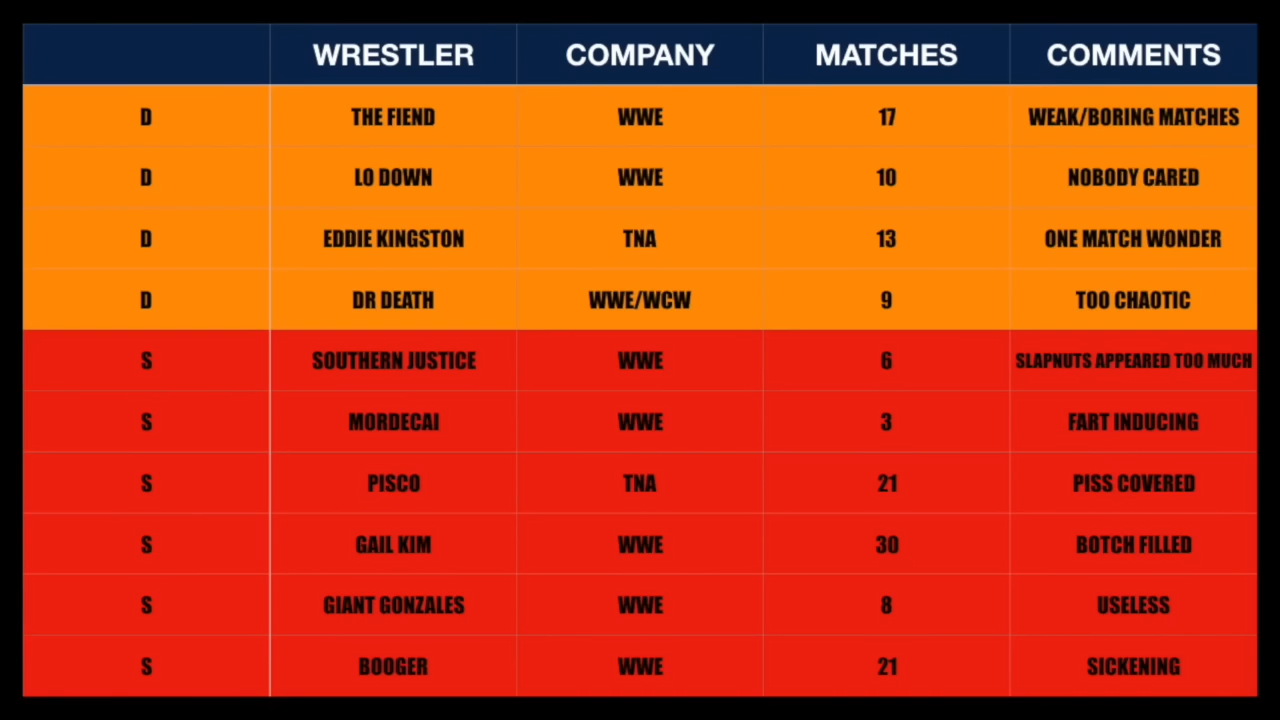 WRESTLER COMPANY MATCHES COMMENTS
D THE FIEND WWE 17 WEAK/BORING MATCHES
D LO DOWN WWE 10 NOBODY CARED
D EDDIE KINGSTON TNA 13 ONE MATCH WONDER
D DR DEATH WWE/WCW 9 TOO CHAOTIC
S SOUTHERN JUSTICE WWE 6 SLAPNUTS APPEARED TOO MUCH
S MORDECAI WWE 3 FART INDUCING
S PISCO TNA 21 PISS COVERED
S GAIL KIM WWE 30 BOTCH FILLED
S GIANT GONZALES WWE 8 USELESS
S BOOGER WWE 21 SICKENING